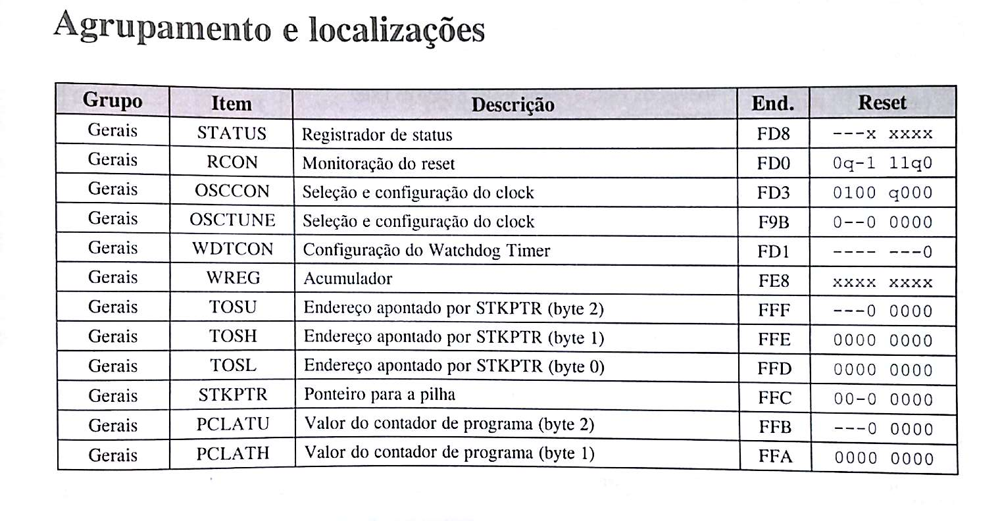 Agrupamento e localizações
Grupo Item Descrição End. Reset
Gerais STATUS Registrador de status FD8 ---x xxxx
Gerais RCON Monitoração do reset FD0 0q-1 11q0
Gerais OSCCON Seleção e configuração do clock FD3 0100 q000
Gerais OSCTUNE Seleção e configuração do clock F9B 0--0 0000
Gerais WDTCON Configuração do Watchdog Timer FD1 ---- ---0
Gerais WREG Acumulador FE8 xxxx xxxx
Gerais TOSU Endereço apontado por STKPTR (byte 2) FFF ---0 0000
Gerais TOSH Endereço apontado por STKPTR (byte 1) FFE 0000 0000
Gerais TOSL Endereço apontado por STKPTR (byte 0) FFD 0000 0000
Gerais STKPTR Ponteiro para a pilha FFC 00-0 0000
Gerais PCLATU Valor do contador de programa (byte 2) FFB ---0 0000
Gerais PCLATH Valor do contador de programa (byte 1) FFA 0000 0000